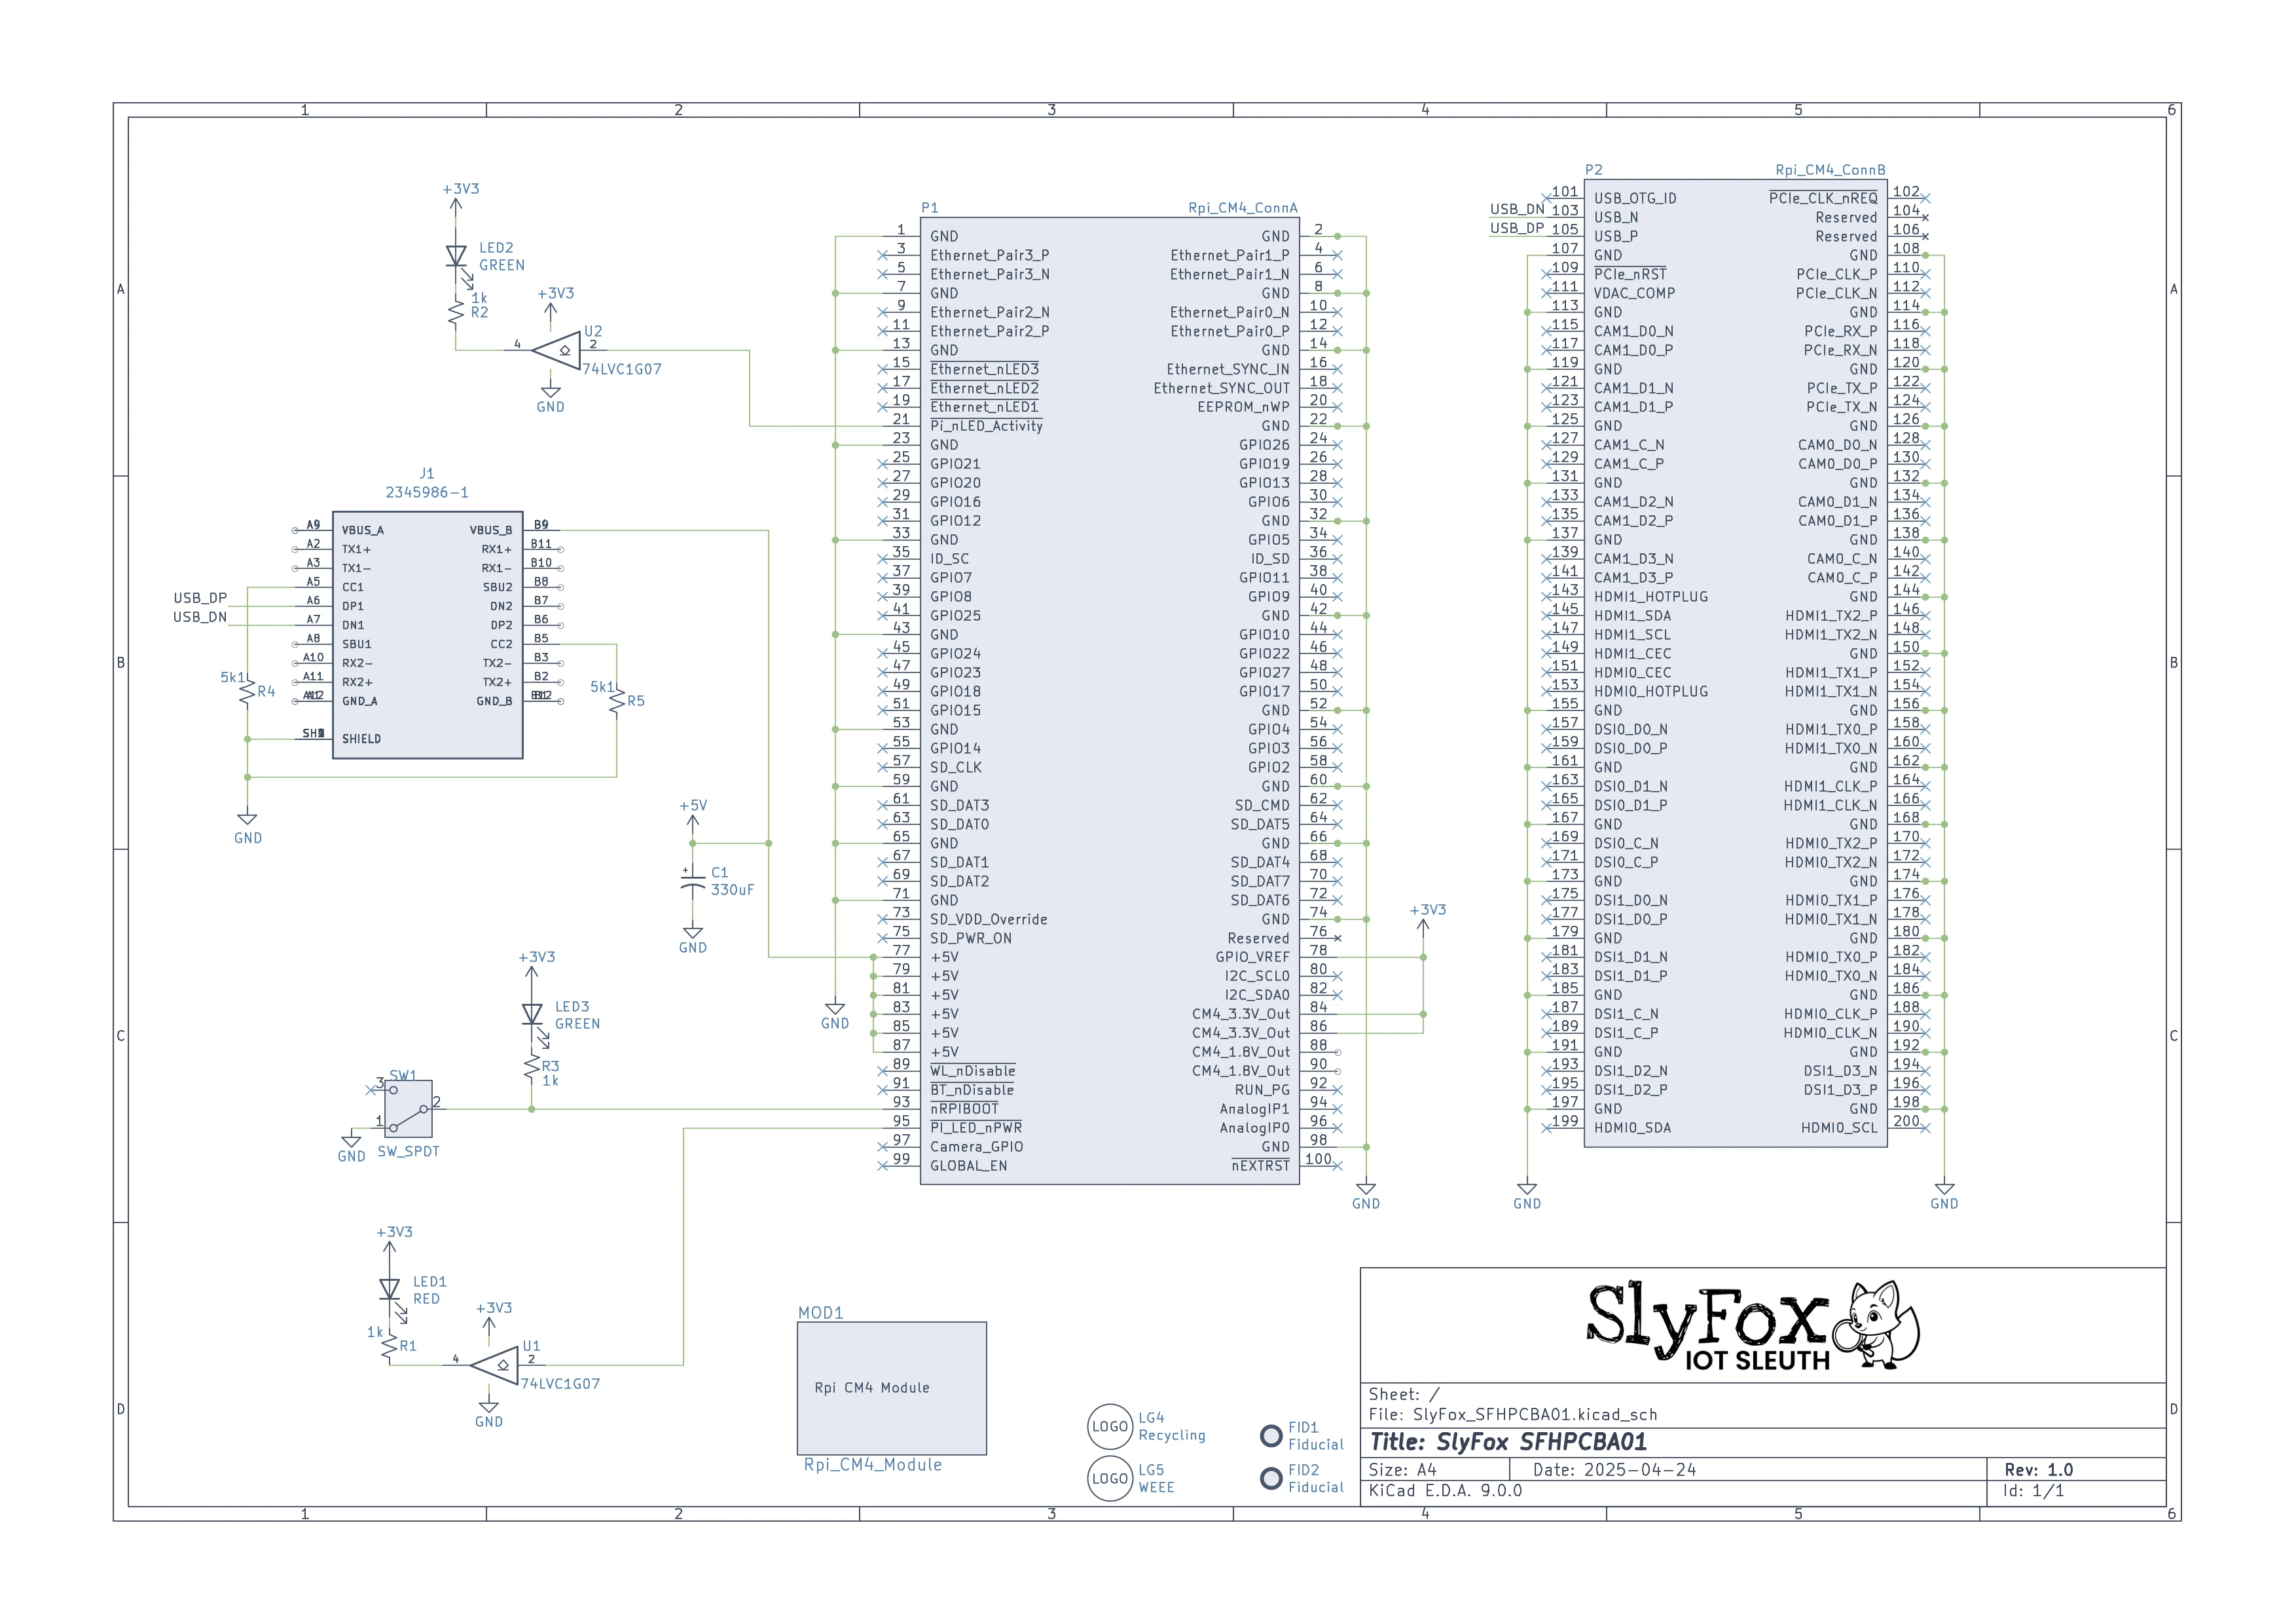 1 2 3 4 5 6
A
B
C
D
+3V3
LED2
GREEN
1k
R2
+3V3
U2
4
2
74LVC1G07
GND
J1
2345986-1
A9 VBUS_A VBUS_B B9
A2 TX1+ RX1+ B11
A3 TX1- RX1- B10
A5 CC1 SBU2 B8
USB_DP
A6 DP1 DN2 B7
USB_DN
A7 DN1 DP2 B6
A8 SBU1 CC2 B5
A10 RX2- TX2- B3
A11 RX2+ TX2+ B2
GND_A GND_B
SHIELD
5k1
R4
5k1
R5
GND
+5V
C1
330uF
GND
+3V3
LED3
GREEN
R3
1k
SW1
3
2
1
GND
SW_SPDT
+3V3
LED1
RED
1k
R1
+3V3
U1
4
2
74LVC1G07
GND
P1 Rpi_CM4_ConnA
1 GND GND 2
3 Ethernet_Pair3_P Ethernet_Pair1_P 4
5 Ethernet_Pair3_N Ethernet_Pair1_N 6
7 GND GND 8
9 Ethernet_Pair2_N Ethernet_Pair0_N 10
11 Ethernet_Pair2_P Ethernet_Pair0_P 12
13 GND GND 14
15 Ethernet_nLED3 Ethernet_SYNC_IN 16
17 Ethernet_nLED2 Ethernet_SYNC_OUT 18
19 Ethernet_nLED1 EEPROM_nWP 20
21 Pi_nLED_Activity GND 22
23 GND GPIO26 24
25 GPIO21 GPIO19 26
27 GPIO20 GPIO13 28
29 GPIO16 GPIO6 30
31 GPIO12 GND 32
33 GND GPIO5 34
35 ID_SC ID_SD 36
37 GPIO7 GPIO11 38
39 GPIO8 GPIO9 40
41 GPIO25 GND 42
43 GND GPIO10 44
45 GPIO24 GPIO22 46
47 GPIO23 GPIO27 48
49 GPIO18 GPIO17 50
51 GPIO15 GND 52
53 GND GPIO4 54
55 GPIO14 GPIO3 56
57 SD_CLK GPIO2 58
59 GND GND 60
61 SD_DAT3 SD_CMD 62
63 SD_DAT0 SD_DAT5 64
65 GND GND 66
67 SD_DAT1 SD_DAT4 68
69 SD_DAT2 SD_DAT7 70
71 GND SD_DAT6 72
73 SD_VDD_Override GND 74
75 SD_PWR_ON Reserved 76
77 +5V GPIO_VREF 78
79 +5V I2C_SCL0 80
81 +5V I2C_SDA0 82
83 +5V CM4_3.3V_Out 84
85 +5V CM4_3.3V_Out 86
87 +5V CM4_1.8V_Out 88
89 WL_nDisable CM4_1.8V_Out 90
91 BT_nDisable RUN_PG 92
93 nRPIBOOT AnalogIP1 94
95 PI_LED_nPWR AnalogIP0 96
97 Camera_GPIO GND 98
99 GLOBAL_EN nEXTRST 100
GND
+3V3
GND
P2 Rpi_CM4_ConnB
101 USB_OTG_ID PCIe_CLK_nREQ 102
USB_DN 103 USB_N Reserved 104
USB_DP 105 USB_P Reserved 106
107 GND GND 108
109 PCIe_nRST PCIe_CLK_P 110
111 VDAC_COMP PCIe_CLK_N 112
113 GND GND 114
115 CAM1_D0_N PCIe_RX_P 116
117 CAM1_D0_P PCIe_RX_N 118
119 GND GND 120
121 CAM1_D1_N PCIe_TX_P 122
123 CAM1_D1_P PCIe_TX_N 124
125 GND GND 126
127 CAM1_C_N CAM0_D0_N 128
129 CAM1_C_P CAM0_D0_P 130
131 GND GND 132
133 CAM1_D2_N CAM0_D1_N 134
135 CAM1_D2_P CAM0_D1_P 136
137 GND GND 138
139 CAM1_D3_N CAM0_C_N 140
141 CAM1_D3_P CAM0_C_P 142
143 HDMI1_HOTPLUG GND 144
145 HDMI1_SDA HDMI1_TX2_P 146
147 HDMI1_SCL HDMI1_TX2_N 148
149 HDMI1_CEC GND 150
151 HDMI0_CEC HDMI1_TX1_P 152
153 HDMI0_HOTPLUG HDMI1_TX1_N 154
155 GND GND 156
157 DSI0_D0_N HDMI1_TX0_P 158
159 DSI0_D0_P HDMI1_TX0_N 160
161 GND GND 162
163 DSI0_D1_N HDMI1_CLK_P 164
165 DSI0_D1_P HDMI1_CLK_N 166
167 GND GND 168
169 DSI0_C_N HDMI0_TX2_P 170
171 DSI0_C_P HDMI0_TX2_N 172
173 GND GND 174
175 DSI1_D0_N HDMI0_TX1_P 176
177 DSI1_D0_P HDMI0_TX1_N 178
179 GND GND 180
181 DSI1_D1_N HDMI0_TX0_P 182
183 DSI1_D1_P HDMI0_TX0_N 184
185 GND GND 186
187 DSI1_C_N HDMI0_CLK_P 188
189 DSI1_C_P HDMI0_CLK_N 190
191 GND GND 192
193 DSI1_D2_N DSI1_D3_N 194
195 DSI1_D2_P DSI1_D3_P 196
197 GND GND 198
199 HDMI0_SDA HDMI0_SCL 200
GND
GND
MOD1
Rpi CM4 Module
Rpi_CM4_Module
LOGO
LG4
Recycling
LOGO
LG5
WEEE
FID1
Fiducial
FID2
Fiducial
SlyFox
IOT SLEUTH
Sheet: /
File: SlyFox_SFHPCBA01.kicad_sch
Title: SlyFox SFHPCBA01
Size: A4 Date: 2025-04-24 Rev: 1.0
KiCad E.D.A. 9.0.0 Id: 1/1
A
B
C
D
1 2 3 4 5 6